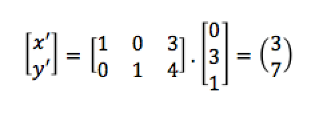 [x' y'] = [1 0 3 0 1 4] . [0 3 1] = (3 7)